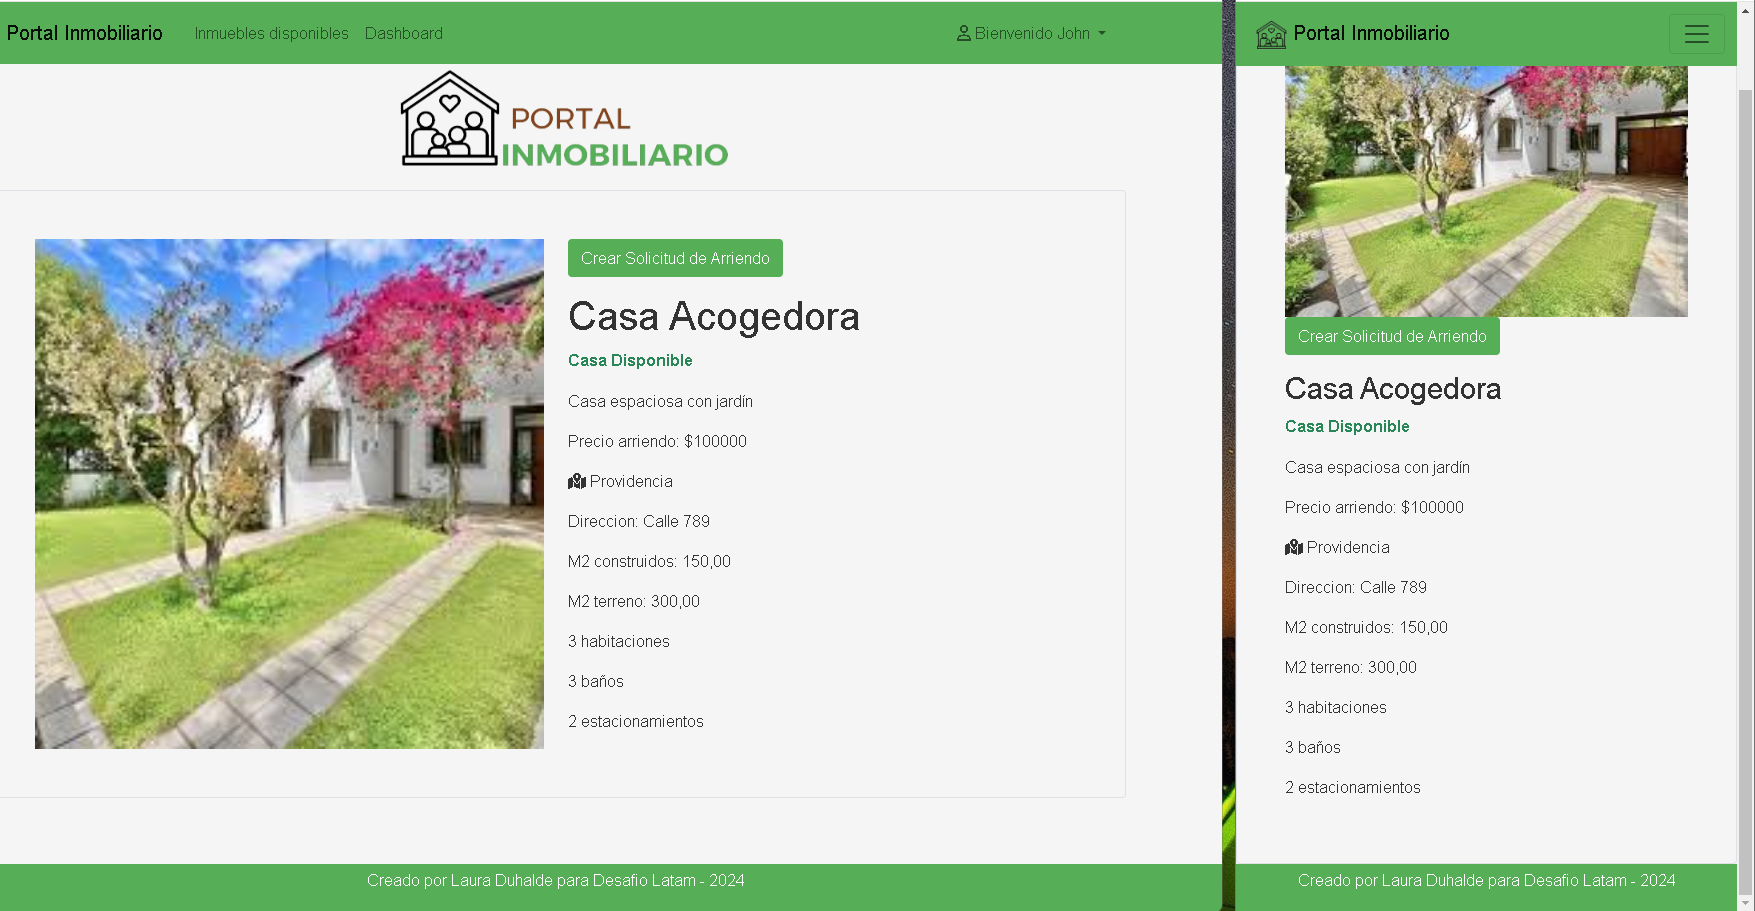 Portal Inmobiliario
Inmuebles disponibles
Dashboard
Bienvenido John
PORTAL
INMOBILIARIO
Crear Solicitud de Arriendo
Casa Acogedora
Casa Disponible
Casa espaciosa con jardín
Precio arriendo: $100000
Providencia
Direccion: Calle 789
M2 construidos: 150,00
M2 terreno: 300,00
3 habitaciones
3 baños
2 estacionamientos
Creado por Laura Duhalde para Desafio Latam - 2024
Portal Inmobiliario
Crear Solicitud de Arriendo
Casa Acogedora
Casa Disponible
Casa espaciosa con jardín
Precio arriendo: $100000
Providencia
Direccion: Calle 789
M2 construidos: 150,00
M2 terreno: 300,00
3 habitaciones
3 baños
2 estacionamientos
Creado por Laura Duhalde para Desafio Latam - 2024